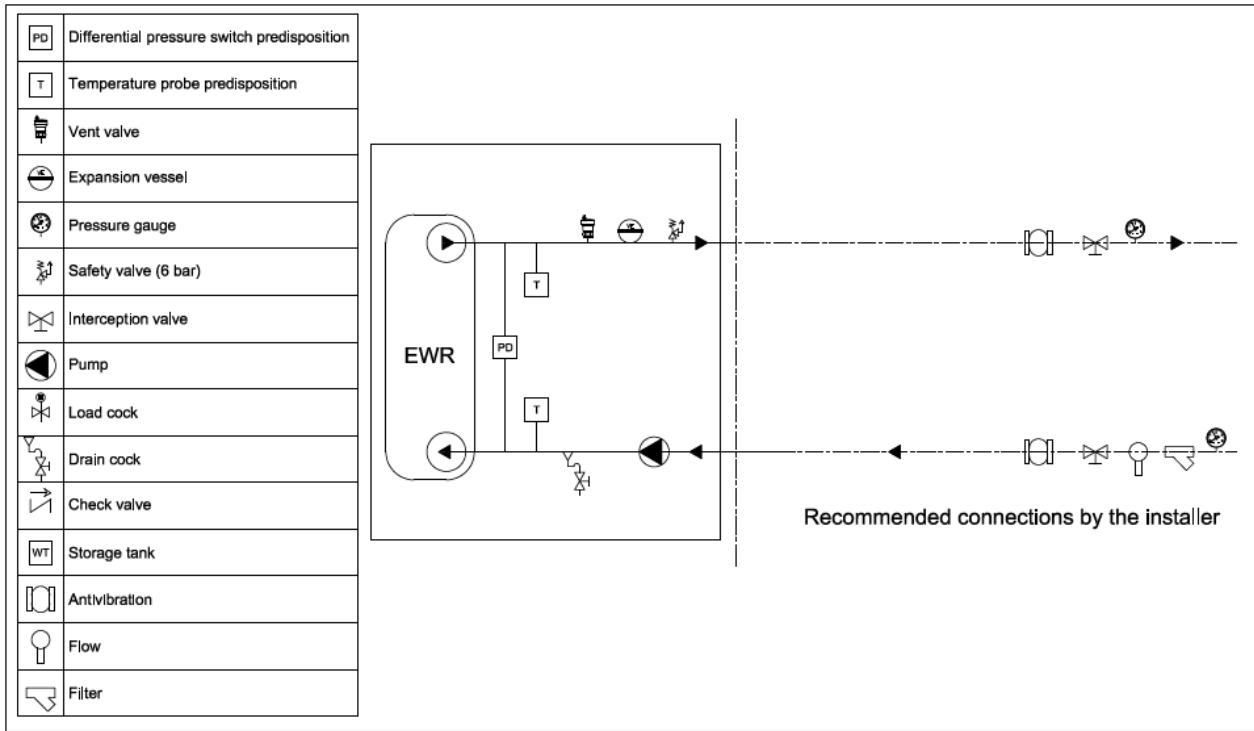 PD Differential pressure switch predisposition
T Temperature probe predisposition
Vent valve
Expansion vessel
Pressure gauge
Safety valve (6 bar)
Interception valve
Pump
Load cock
Drain cock
Check valve
WT Storage tank
Antivibration
Flow
Filter
T
PD
EWR
T
Recommended connections by the installer